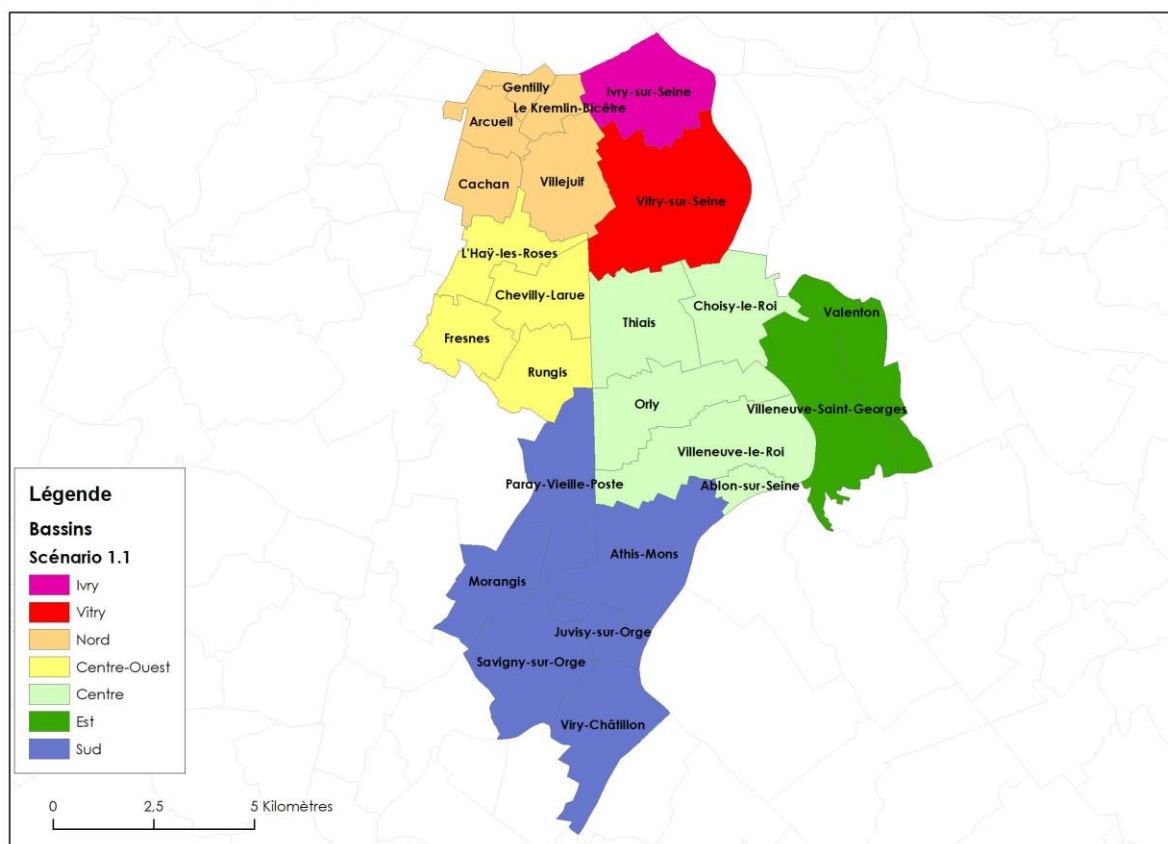 Gentilly
Ivry-sur-Seine
Le Kremlin-Bicêtre
Arcueil
Cachan
Villejuif
Vitry-sur-Seine
L'Haÿ-les-Roses
Chevilly-Larue
Choisy-le-Roi
Valenton
Thiais
Fresnes
Rungis
Orly
Villeneuve-Saint-Georges
Villeneuve-le-Roi
Paray-Vieille-Poste
Ablon-sur-Seine
Athis-Mons
Morangis
Juvisy-sur-Orge
Savigny-sur-Orge
Viry-Châtillon
Légende
Bassins
Scénario 1.1
Ivry
Vitry
Nord
Centre-Ouest
Centre
Est
Sud
0 2,5 5 Kilomètres